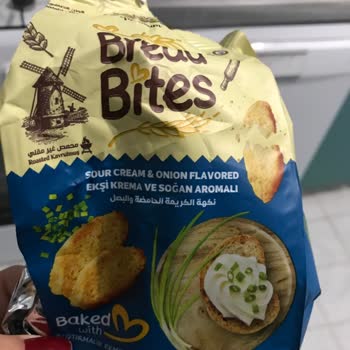 Bread
Bites
محمص غير مقلي
Roasted Kavrulmuş
SOUR CREAM & ONION FLAVORED
EKŞİ KREMA VE SOĞAN AROMALI
نكهة الكريمة الحامضة والبصل
Baked
with